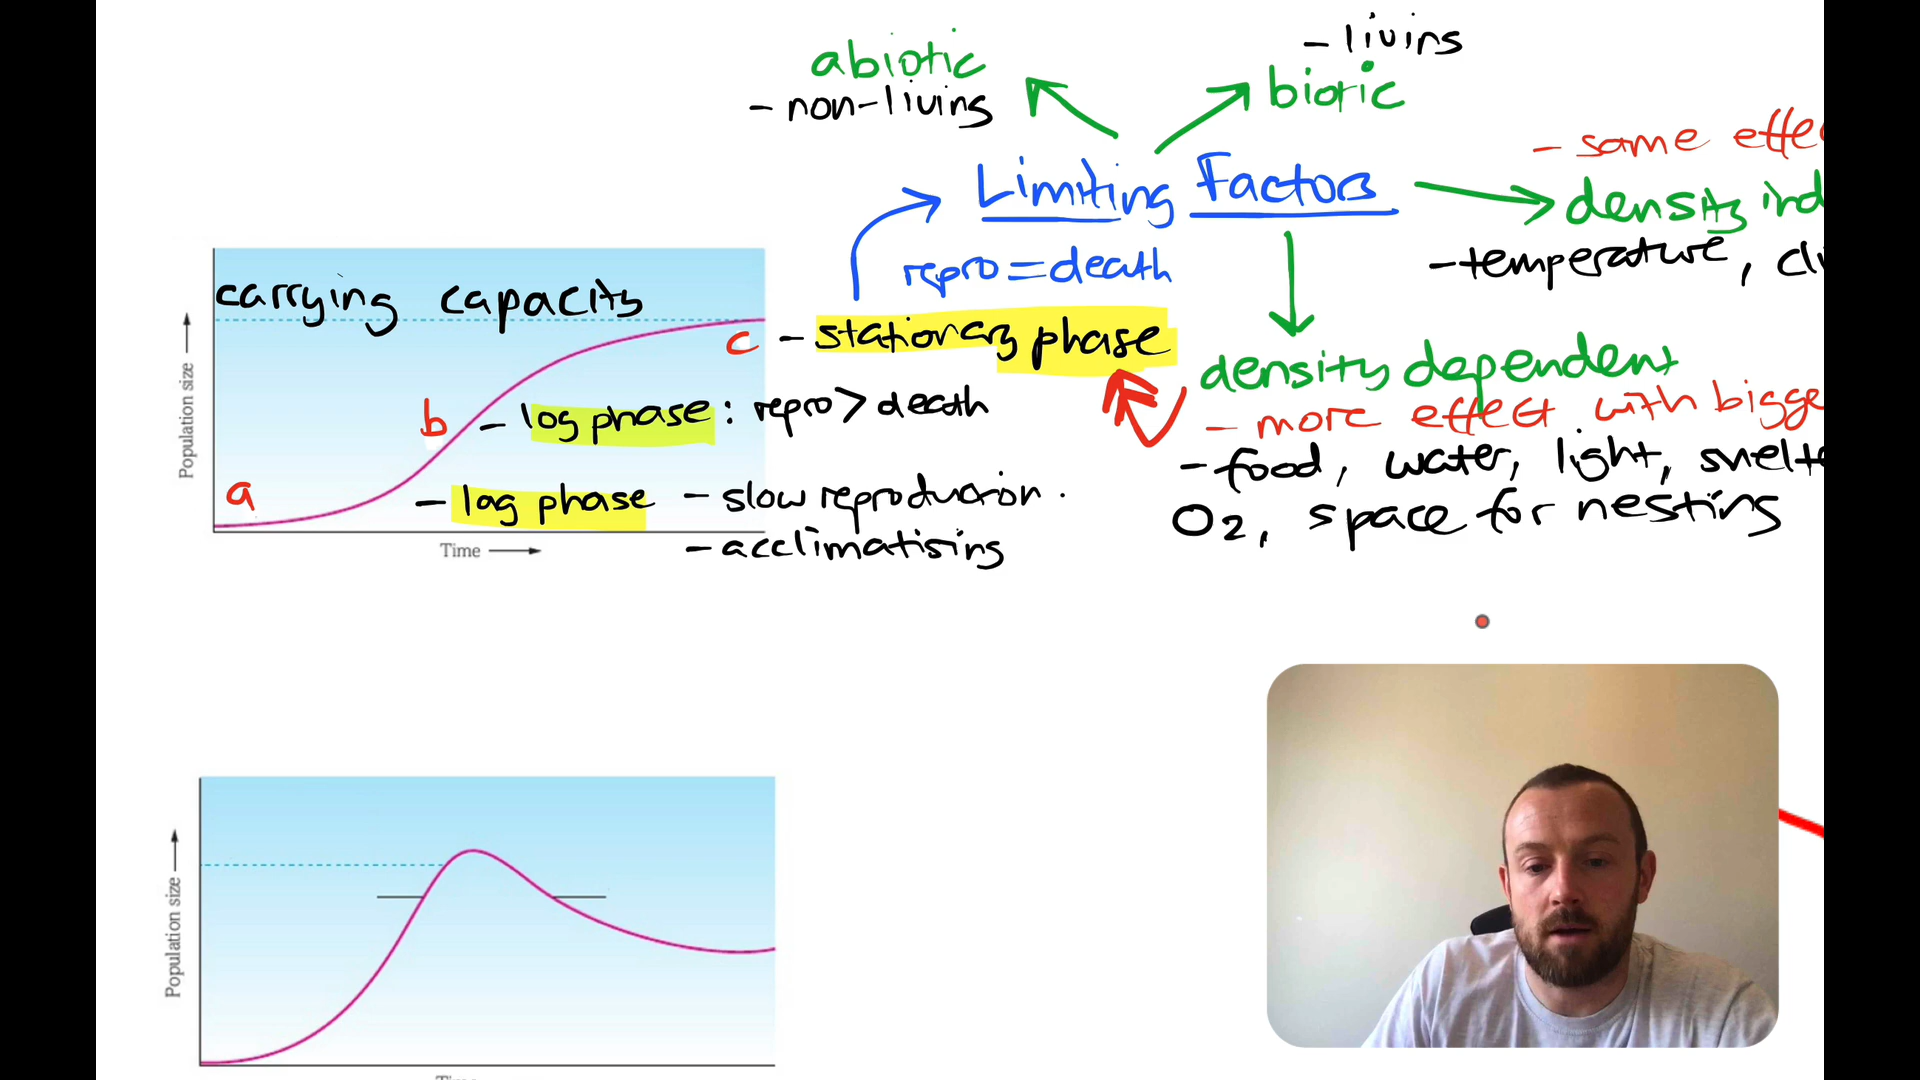 - living
abiotic
biotic
- non-living
- same effe
Limiting Factors
density ind
repro = death
- temperature, cli
carrying capacity
c - stationary phase
density dependent
b - log phase : repro > death
- more effect with bigge
- food, water, light, shelte
a
- lag phase - slow reproduction .
O2, space for nesting
- acclimatising
Population size
Time
Population size